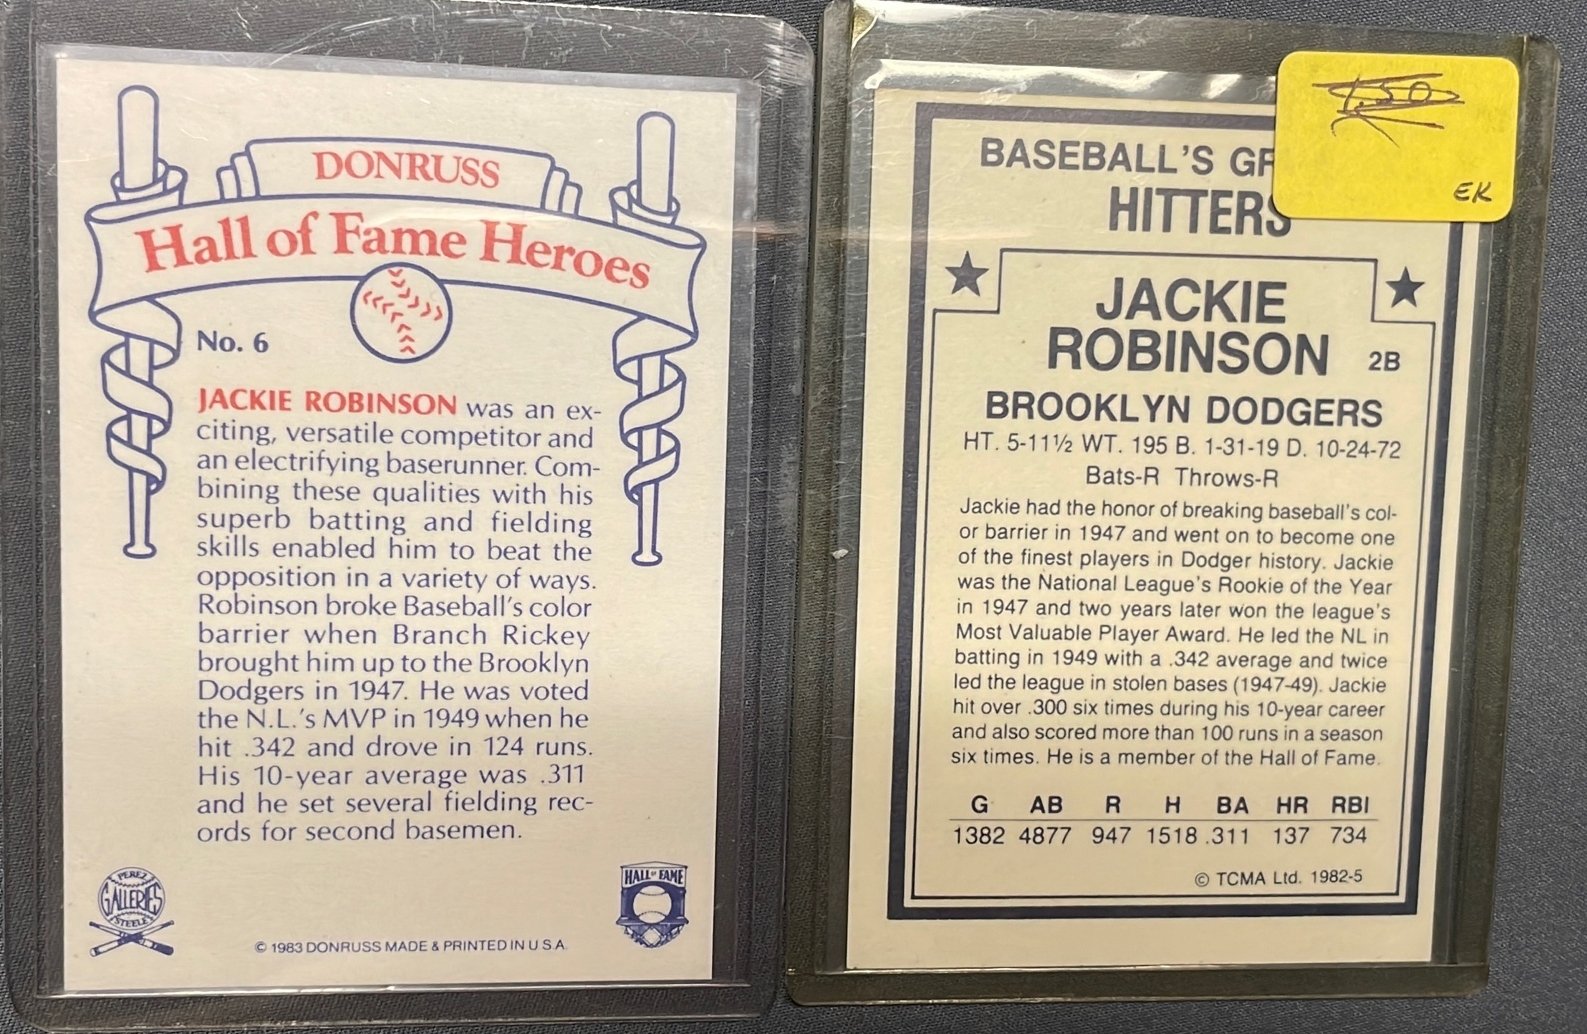 DONRUSS
Hall of Fame Heroes
No. 6
JACKIE ROBINSON was an ex-
citing, versatile competitor and
an electrifying baserunner. Com-
bining these qualities with his
superb batting and fielding
skills enabled him to beat the
opposition in a variety of ways.
Robinson broke Baseball's color
barrier when Branch Rickey
brought him up to the Brooklyn
Dodgers in 1947. He was voted
the N.L.'s MVP in 1949 when he
hit .342 and drove in 124 runs.
His 10-year average was .311
and he set several fielding rec-
ords for second basemen.
PEREZ
GALLERIES
STEELE
HALL OF FAME
© 1983 DONRUSS MADE & PRINTED IN U.S.A.
EK
BASEBALL'S
HITTERS
JACKIE
ROBINSON 2B
BROOKLYN DODGERS
HT. 5-11½ WT. 195 B. 1-31-19 D. 10-24-72
Bats-R Throws-R
Jackie had the honor of breaking baseball's col-
or barrier in 1947 and went on to become one
of the finest players in Dodger history. Jackie
was the National League's Rookie of the Year
in 1947 and two years later won the league's
Most Valuable Player Award. He led the NL in
batting in 1949 with a .342 average and twice
led the league in stolen bases (1947-49). Jackie
hit over .300 six times during his 10-year career
and also scored more than 100 runs in a season
six times. He is a member of the Hall of Fame.
G AB R H BA HR RBI
1382 4877 947 1518 .311 137 734
© TCMA Ltd. 1982-5